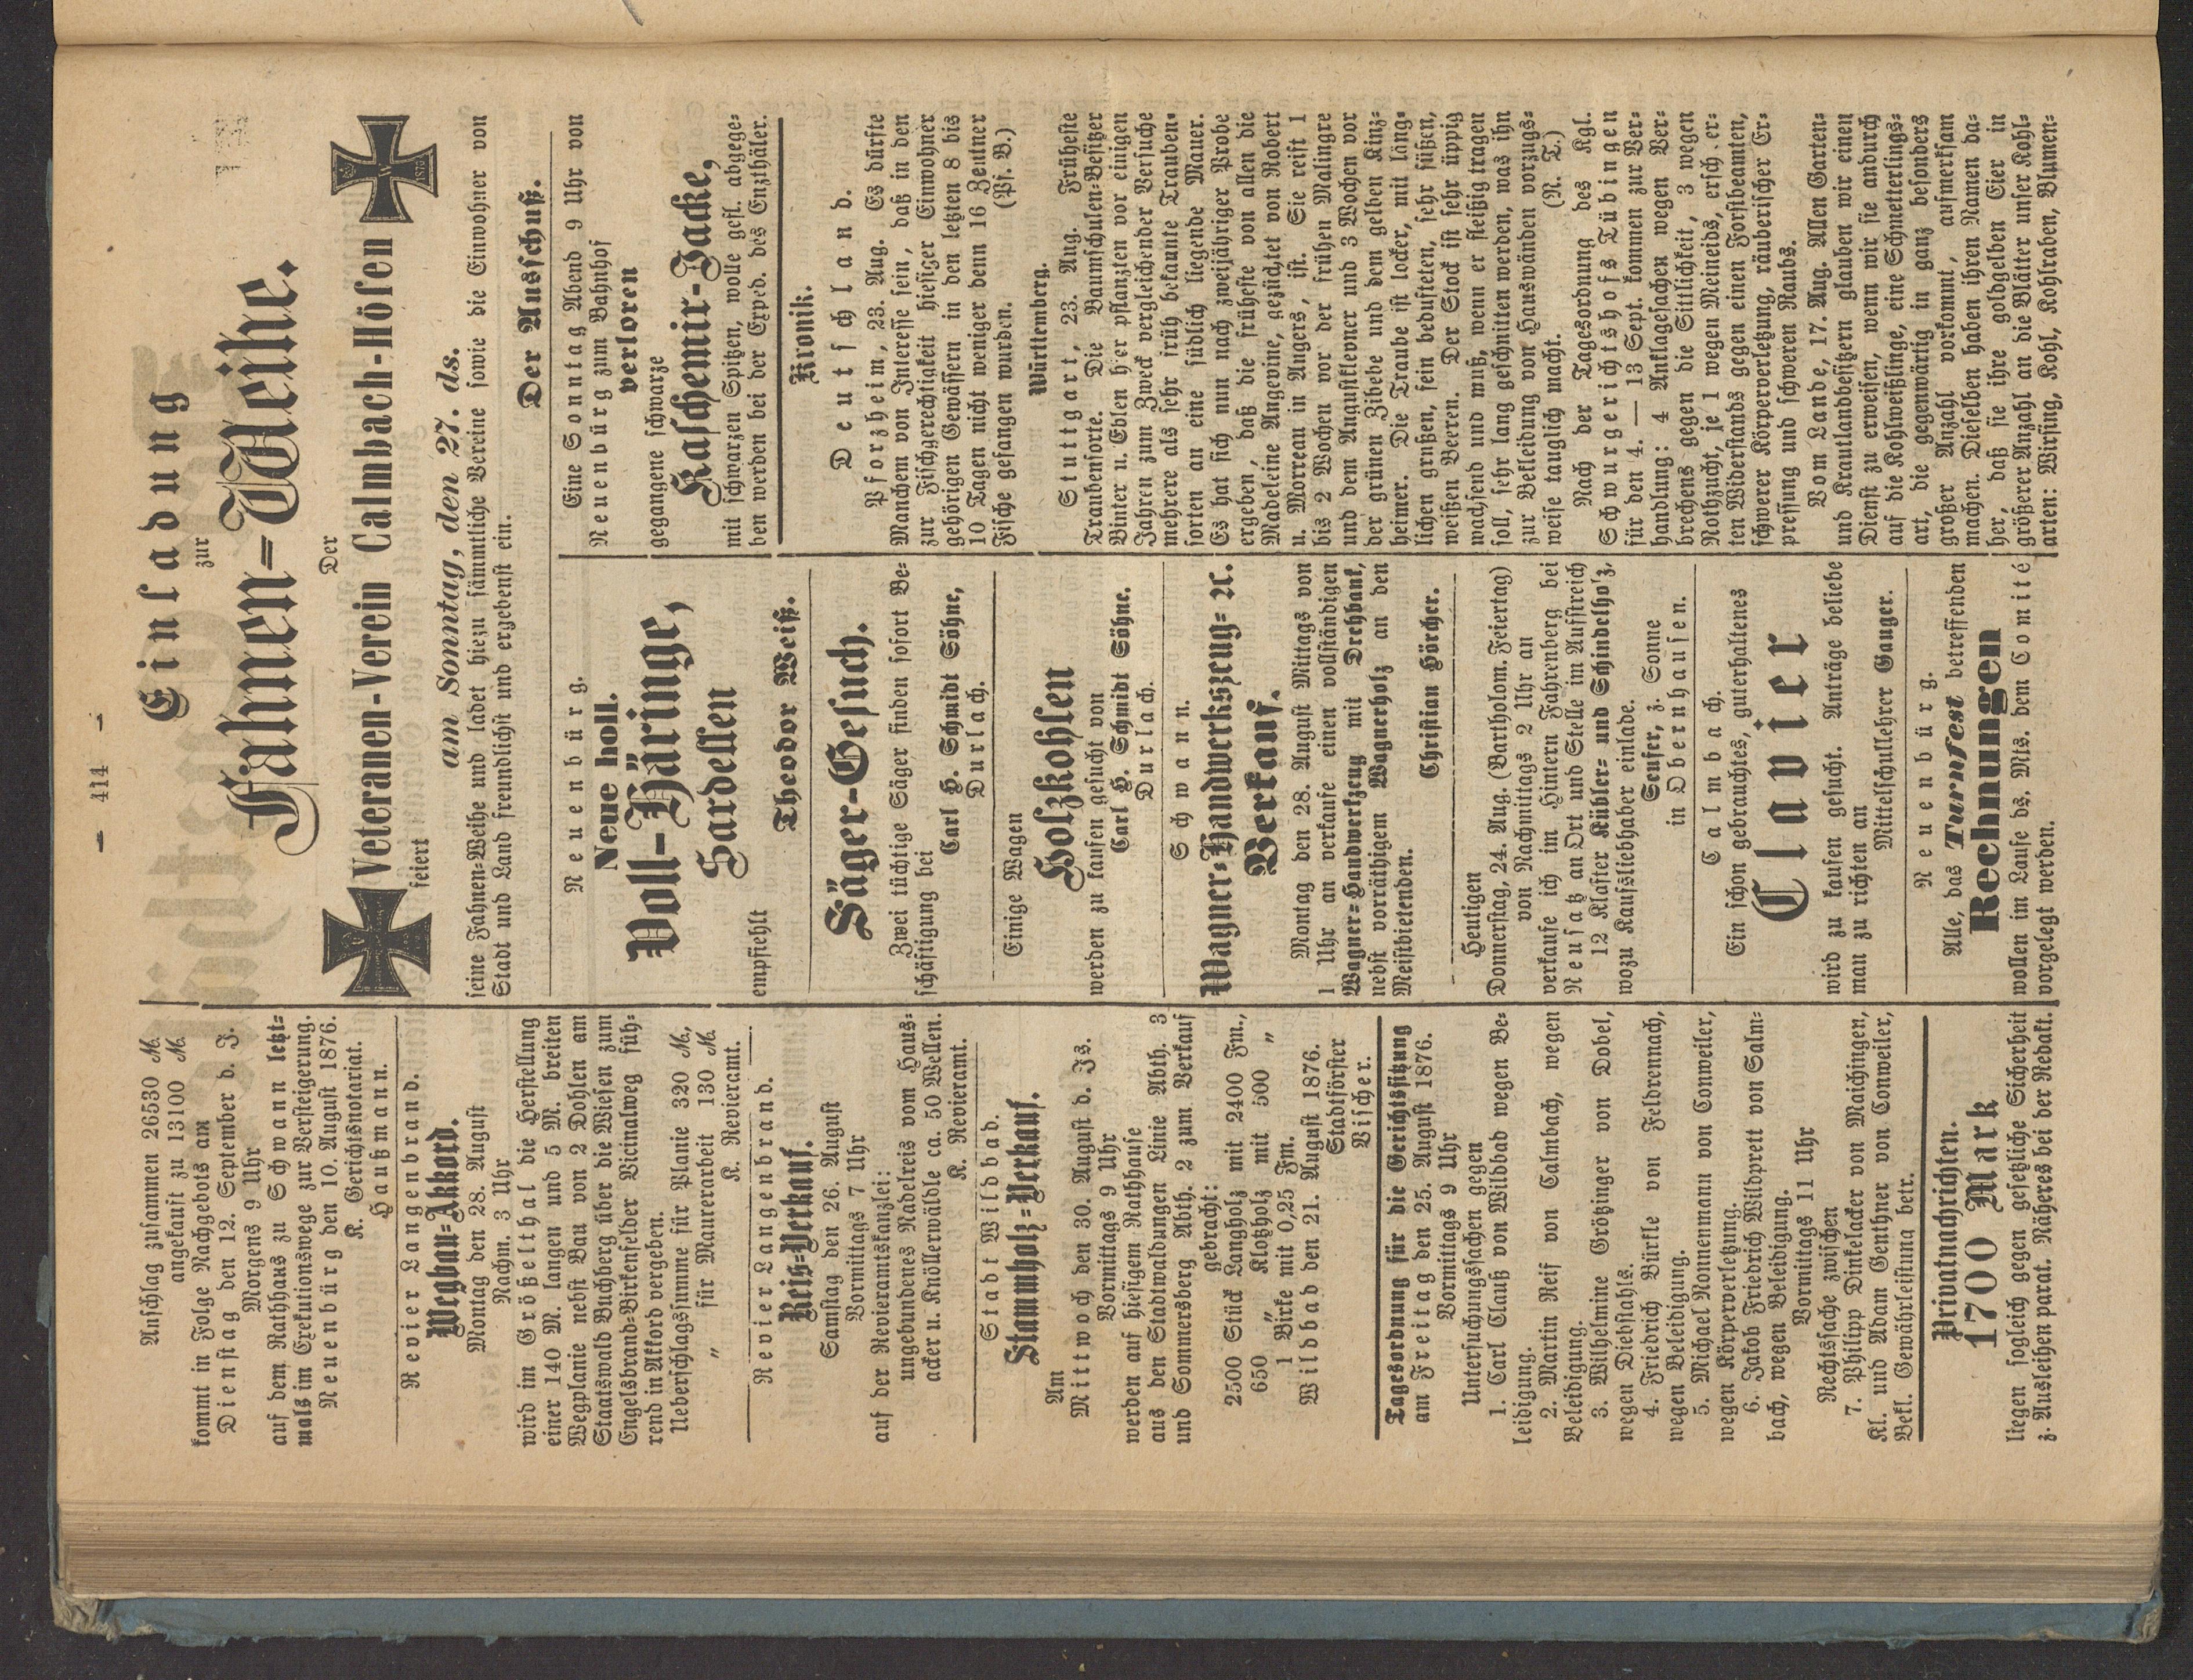 — 414 —
Anschlag zusammen 26530 M.
angekauft zu 13100 M.
kommt in Folge Nachgebots am
Dienstag den 12. September d. J.
Morgens 9 Uhr
auf dem Rathhaus zu Schwann letzt-
mals im Exekutionswege zur Versteigerung.
Neuenbürg den 10. August 1876.
K. Gerichtsnotariat.
Haußmann.
Revier Langenbrand.
Wegbau-Akkord.
Montag den 28. August
Nachm. 3 Uhr
wird im Größelthal die Herstellung
einer 140 M. langen und 5 M. breiten
Wegplanie nebst Bau von 2 Dohlen am
Staatswald Buchberg über die Wiesen zum
Engelsbrand-Birkenfelder Vicinalweg füh-
rend in Akkord vergeben.
Ueberschlagssumme für Planie 320 M.,
„ für Maurerarbeit 130 M.
K. Revieramt.
Revier Langenbrand.
Reis-Verkauf.
Samstag den 26. August
Vormittags 7 Uhr
auf der Revieramtskanzlei:
ungebundenes Nadelreis vom Haus-
acker u. Knollerwäldle ca. 50 Wellen.
K. Revieramt.
Stadt Wildbad.
Stammholz-Verkauf.
Am
Mittwoch den 30. August d. Js.
Vormittags 9 Uhr
werden auf hiesigem Rathhause
aus den Stadtwaldungen Linie Abth. 3
und Sommersberg Abth. 2 zum Verkauf
gebracht:
2500 Stück Langholz mit 2400 Fm.,
650 „ Klotzholz mit 500 „
1 Birke mit 0,25 Fm.
Wildbad den 21. August 1876.
Stadtförster
Bischer.
Tagesordnung für die Gerichtssitzung
am Freitag den 25. August 1876.
Vormittags 9 Uhr
Untersuchungssachen gegen
1. Carl Clauß von Wildbad wegen Be-
leidigung.
2. Martin Reif von Calmbach, wegen
Beleidigung.
3. Wilhelmine Grötzinger von Dobel,
wegen Diebstahls.
4. Friedrich Bürkle von Feldrennach,
wegen Beleidigung.
5. Michael Nonnenmann von Conweiler,
wegen Körperverletzung.
6. Jakob Friedrich Wildprett von Salm-
bach, wegen Beleidigung.
Vormittags 11 Uhr
Rechtssache zwischen
7. Philipp Dinkelacker von Maichingen,
Kl. und Adam Genthner von Conweiler,
Bekl. Gewährleistung betr.
Privatnachrichten.
1700 Mark
liegen sogleich gegen gesetzliche Sicherheit
z. Ausleihen parat. Näheres bei der Redakt.
Einladung
zur
Fahnen-Weihe.
Der
Veteranen-Verein Calmbach-Höfen
feiert
am Sonntag, den 27. ds.
seine Fahnen-Weihe und ladet hiezu sämmtliche Vereine sowie die Einwohner von
Stadt und Land freundlichst und ergebenst ein.
Der Ausschuß.
Neuenbürg.
Neue holl.
Voll-Häringe,
Sardellen
empfiehlt
Theodor Weiß.
Säger-Gesuch.
Zwei tüchtige Säger finden sofort Be-
schäftigung bei
Carl H. Schmidt Söhne,
Durlach.
Einige Wagen
Holzkohlen
werden zu kaufen gesucht von
Carl H. Schmidt Söhne.
Durlach.
Schwann.
Wagner-Handwerkszeug- ꝛc.
Verkauf.
Montag den 28. August Mittags von
1 Uhr an verkaufe einen vollständigen
Wagner-Handwerkzeug mit Drehbank,
nebst vorräthigem Wagnerholz an den
Meistbietenden.
Christian Hörcher.
Heutigen
Donnerstag, 24. Aug. (Bartholom. Feiertag)
von Nachmittags 2 Uhr an
verkaufe ich im Hintern Fahrenberg bei
Neusatz an Ort und Stelle im Aufstreich
12 Klafter Kübler- und Schindelholz,
wozu Kaufsliebhaber einlade.
Seufer, z. Sonne
in Obernhausen.
Calmbach.
Ein schon gebrauchtes, guterhaltenes
Clavier
wird zu kaufen gesucht. Anträge beliebe
man zu richten an
Mittelschullehrer Gauger.
Neuenbürg.
Alle, das Turnfest betreffenden
Rechnungen
wollen im Laufe ds. Mts. dem Comité
vorgelegt werden.
Eine Sonntag Abend 9 Uhr von
Neuenbürg zum Bahnhof
verloren
gegangene schwarze
Kaschemir-Jacke,
mit schwarzen Spitzen, wolle gefl. abgege-
ben werden bei der Exped. des Enzthäler.
Kronik.
Deutschland.
Pforzheim, 23. Aug. Es dürfte
Manchem von Interesse sein, daß in den
zur Fischgerechtigkeit hiesiger Einwohner
gehörigen Gewässern in den letzten 8 bis
10 Tagen nicht weniger denn 16 Zentner
Fische gefangen wurden. (Pf. B.)
Württemberg.
Stuttgart, 23. Aug. Früheste
Traubensorte. Die Baumschulen-Besitzer
Binter u. Eblen hier pflanzten vor einigen
Jahren zum Zweck vergleichender Versuche
mehrere als sehr früh bekannte Trauben-
sorten an eine südlich liegende Mauer.
Es hat sich nun nach zweijähriger Probe
ergeben, daß die früheste von allen die
Madeleine Angevine, gezüchtet von Robert
u. Morreau in Angers, ist. Sie reift 1
bis 2 Wochen vor der frühen Malingre
und dem Augustklevner und 3 Wochen vor
der grünen Zibebe und dem gelben Kinz-
heimer. Die Traube ist locker, mit läng-
lichen großen, fein bedufteten, sehr süßen,
weißen Beeren. Der Stock ist sehr üppig
wachsend und muß, wenn er fleißig tragen
soll, sehr lang geschnitten werden, was ihn
zur Bekleidung von Hauswänden vorzugs-
weise tauglich macht. (N. T.)
Nach der Tagesordnung des Kgl.
Schwurgerichtshofs Tübingen
für den 4. — 13 Sept. kommen zur Ver-
handlung: 4 Anklagesachen wegen Ver-
brechens gegen die Sittlichkeit, 3 wegen
Nothzucht, je 1 wegen Meineids, ersch.er-
ten Widerstands gegen einen Forstbeamten,
schwerer Körperverletzung, räuberischer Er-
pressung und schweren Raubs.
Vom Lande, 17. Aug. Allen Garten-
und Krautlandbesitzern glauben wir einen
Dienst zu erweisen, wenn wir sie andurch
auf die Kohlweißlinge, eine Schmetterlings-
art, die gegenwärtig in ganz besonders
großer Anzahl vorkommt, aufmerksam
machen. Dieselben haben ihren Namen da-
her, daß sie ihre goldgelben Eier in
größerer Anzahl an die Blätter unser Kohl-
arten: Wirsing, Kohl, Kohlraben, Blumen-